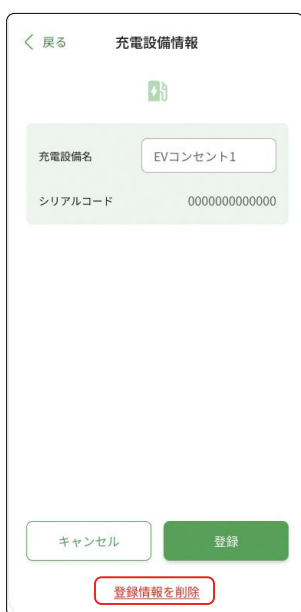 戻る 充電設備情報
充電設備名 EVコンセント1
シリアルコード 0000000000000
キャンセル 登録
登録情報を削除